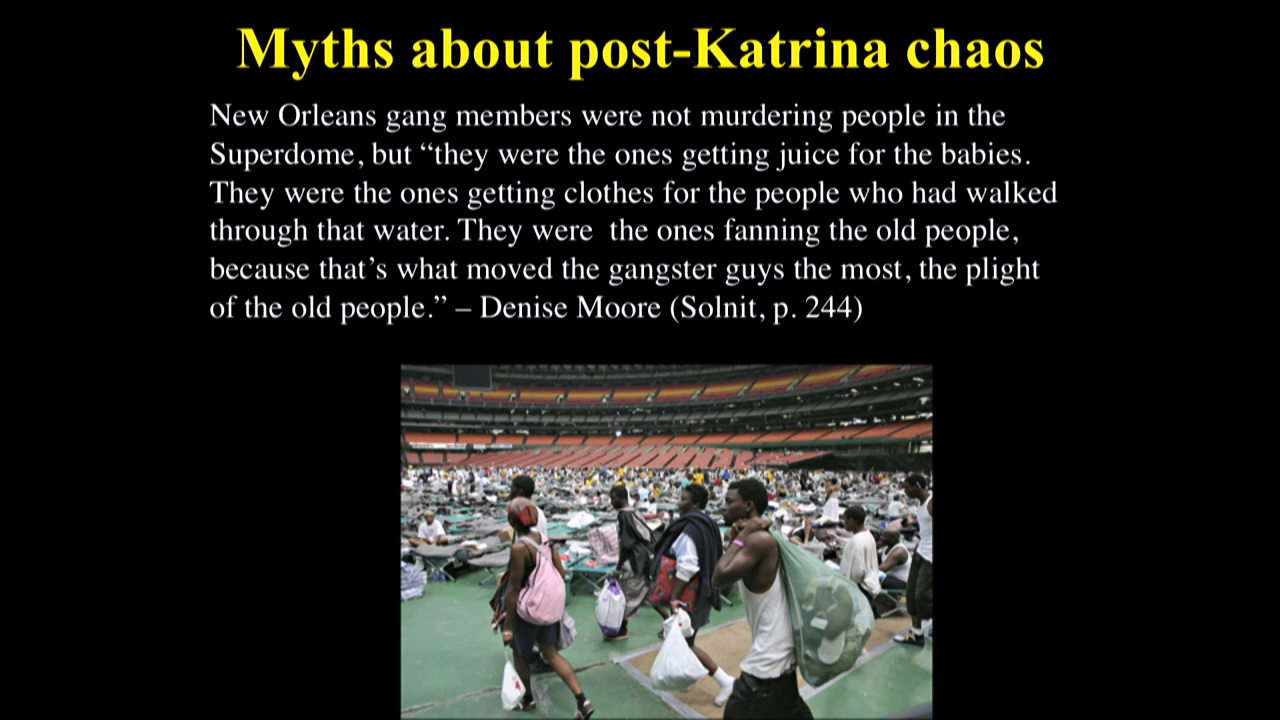 Myths about post-Katrina chaos
New Orleans gang members were not murdering people in the
Superdome, but “they were the ones getting juice for the babies.
They were the ones getting clothes for the people who had walked
through that water. They were  the ones fanning the old people,
because that’s what moved the gangster guys the most, the plight
of the old people.” – Denise Moore (Solnit, p. 244)